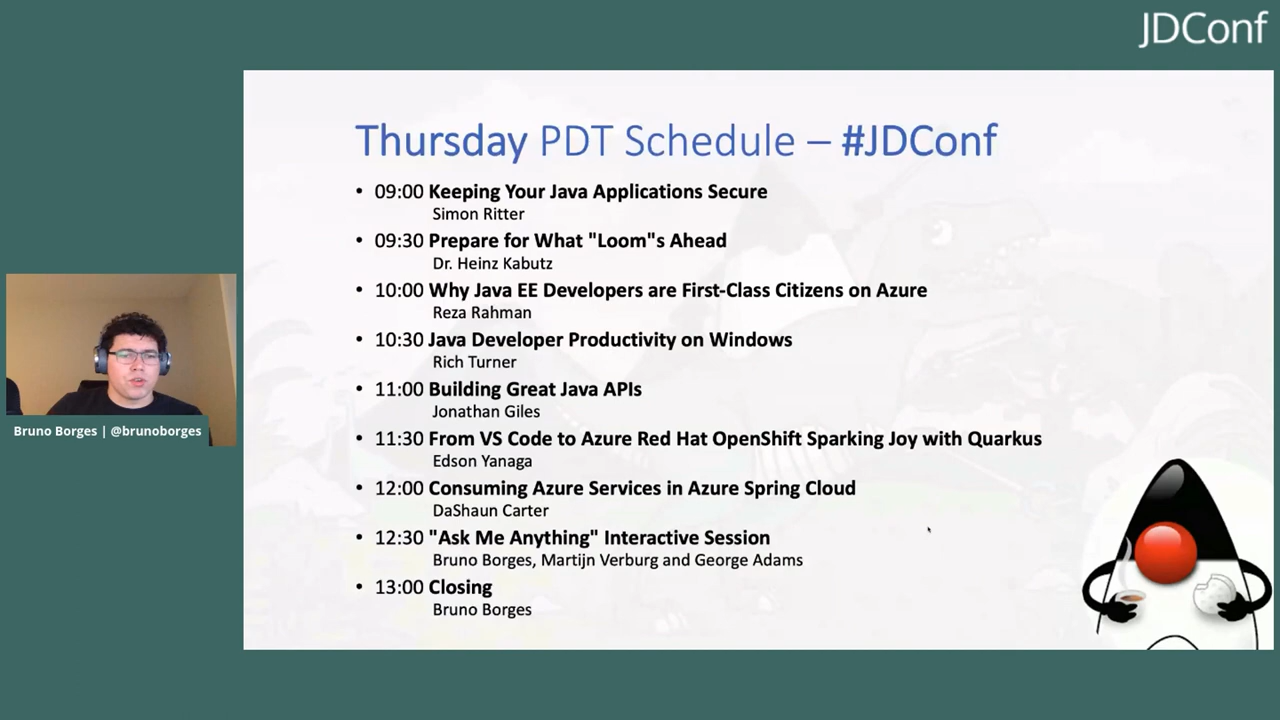 JDConf
Thursday PDT Schedule – #JDConf
• 09:00 Keeping Your Java Applications Secure
Simon Ritter
• 09:30 Prepare for What "Loom"s Ahead
Dr. Heinz Kabutz
• 10:00 Why Java EE Developers are First-Class Citizens on Azure
Reza Rahman
• 10:30 Java Developer Productivity on Windows
Rich Turner
• 11:00 Building Great Java APIs
Jonathan Giles
• 11:30 From VS Code to Azure Red Hat OpenShift Sparking Joy with Quarkus
Edson Yanaga
• 12:00 Consuming Azure Services in Azure Spring Cloud
DaShaun Carter
• 12:30 "Ask Me Anything" Interactive Session
Bruno Borges, Martijn Verburg and George Adams
• 13:00 Closing
Bruno Borges
Bruno Borges | @brunoborges